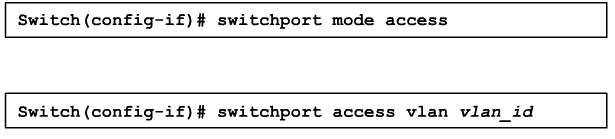 Switch(config-if)# switchport mode access
Switch(config-if)# switchport access vlan vlan_id